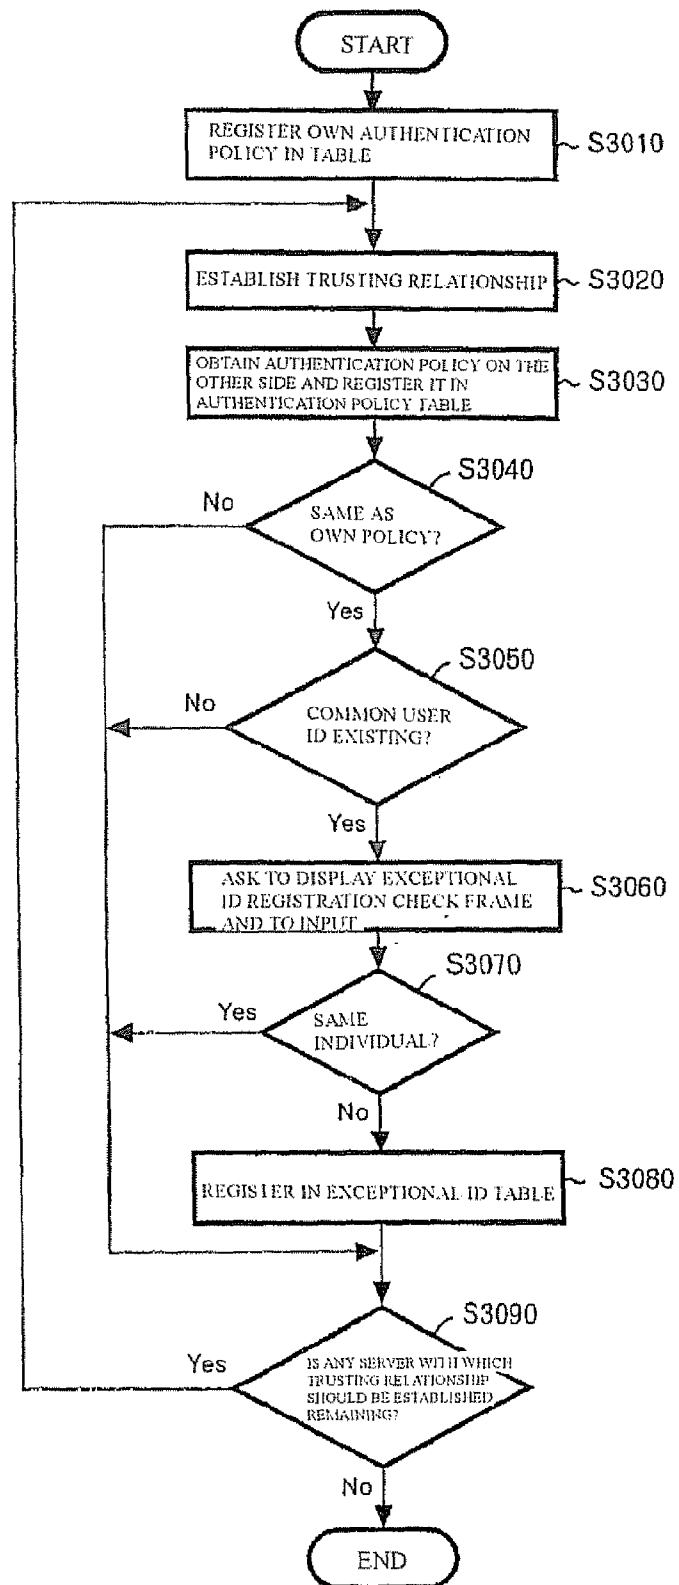 START
REGISTER OWN AUTHENTICATION
POLICY IN TABLE
S3010
ESTABLISH TRUSTING RELATIONSHIP
S3020
OBTAIN AUTHENTICATION POLICY ON THE
OTHER SIDE AND REGISTER IT IN
AUTHENTICATION POLICY TABLE
S3030
S3040
No
SAME AS
OWN POLICY?
Yes
S3050
No
COMMON USER
ID EXISTING?
Yes
ASK TO DISPLAY EXCEPTIONAL
ID REGISTRATION CHECK FRAME
AND TO INPUT
S3060
S3070
Yes
SAME
INDIVIDUAL?
No
REGISTER IN EXCEPTIONAL ID TABLE
S3080
S3090
Yes
IS ANY SERVER WITH WHICH
TRUSTING RELATIONSHIP
SHOULD BE ESTABLISHED
REMAINING?
No
END